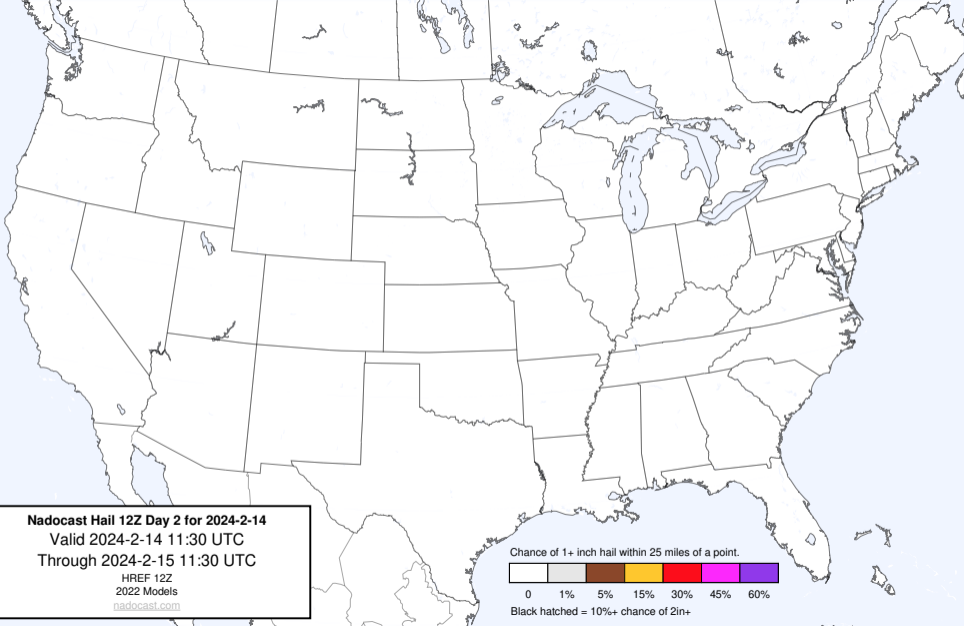 Nadocast Hail 12Z Day 2 for 2024-2-14
Valid 2024-2-14 11:30 UTC
Through 2024-2-15 11:30 UTC
HREF 12Z
2022 Models
nadocast.com
Chance of 1+ inch hail within 25 miles of a point.
0 1% 5% 15% 30% 45% 60%
Black hatched = 10%+ chance of 2in+